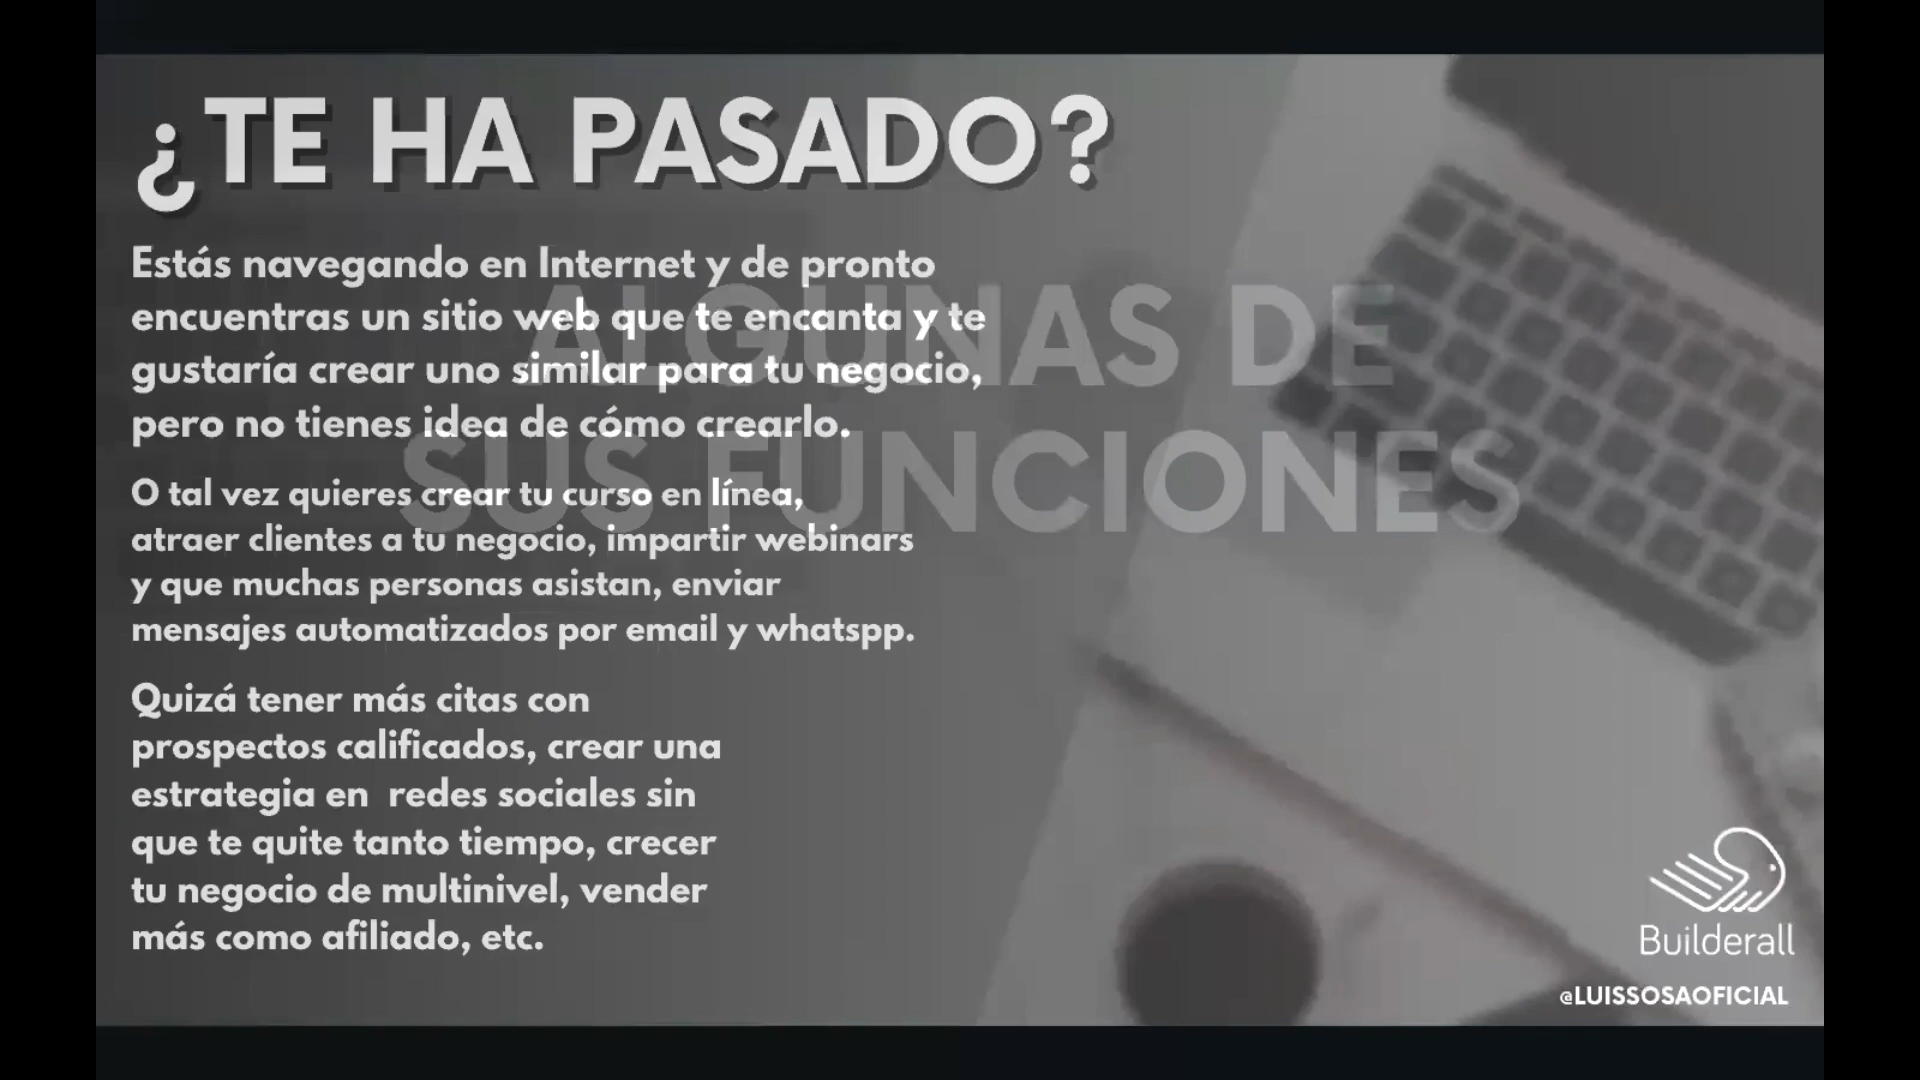 ¿TE HA PASADO?
Estás navegando en Internet y de pronto
encuentras un sitio web que te encanta y te
gustaría crear uno similar para tu negocio,
pero no tienes idea de cómo crearlo.
O tal vez quieres crear tu curso en línea,
atraer clientes a tu negocio, impartir webinars
y que muchas personas asistan, enviar
mensajes automatizados por email y whatspp.
Quizá tener más citas con
prospectos calificados, crear una
estrategia en redes sociales sin
que te quite tanto tiempo, crecer
tu negocio de multinivel, vender
más como afiliado, etc.
ALGUNAS DE
SUS FUNCIONES
Builderall
@LUISSOSAOFICIAL